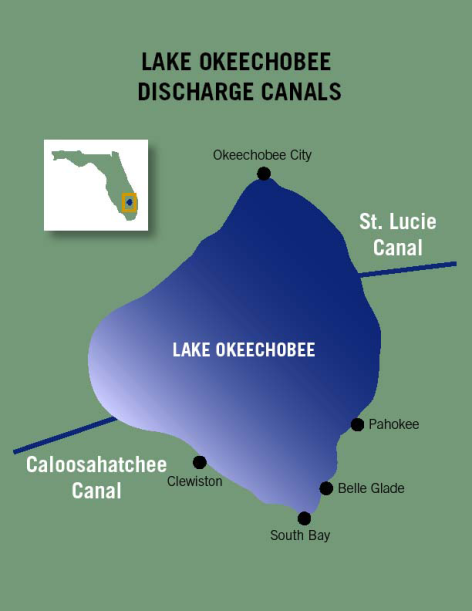 LAKE OKEECHOBEE
DISCHARGE CANALS
Okeechobee City
St. Lucie
Canal
LAKE OKEECHOBEE
Pahokee
Caloosahatchee
Canal
Clewiston
Belle Glade
South Bay